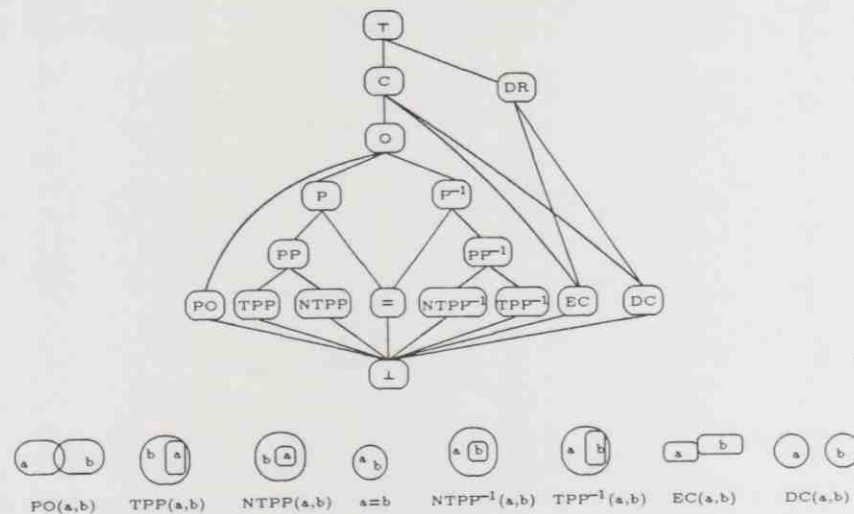 ⊤
C
DR
O
P P⁻¹
PP PP⁻¹
PO TPP NTPP = NTPP⁻¹ TPP⁻¹ EC DC
⊥
a b b a b a a b a b a b a b a b
PO(a,b) TPP(a,b) NTPP(a,b) a=b NTPP⁻¹(a,b) TPP⁻¹(a,b) EC(a,b) DC(a,b)